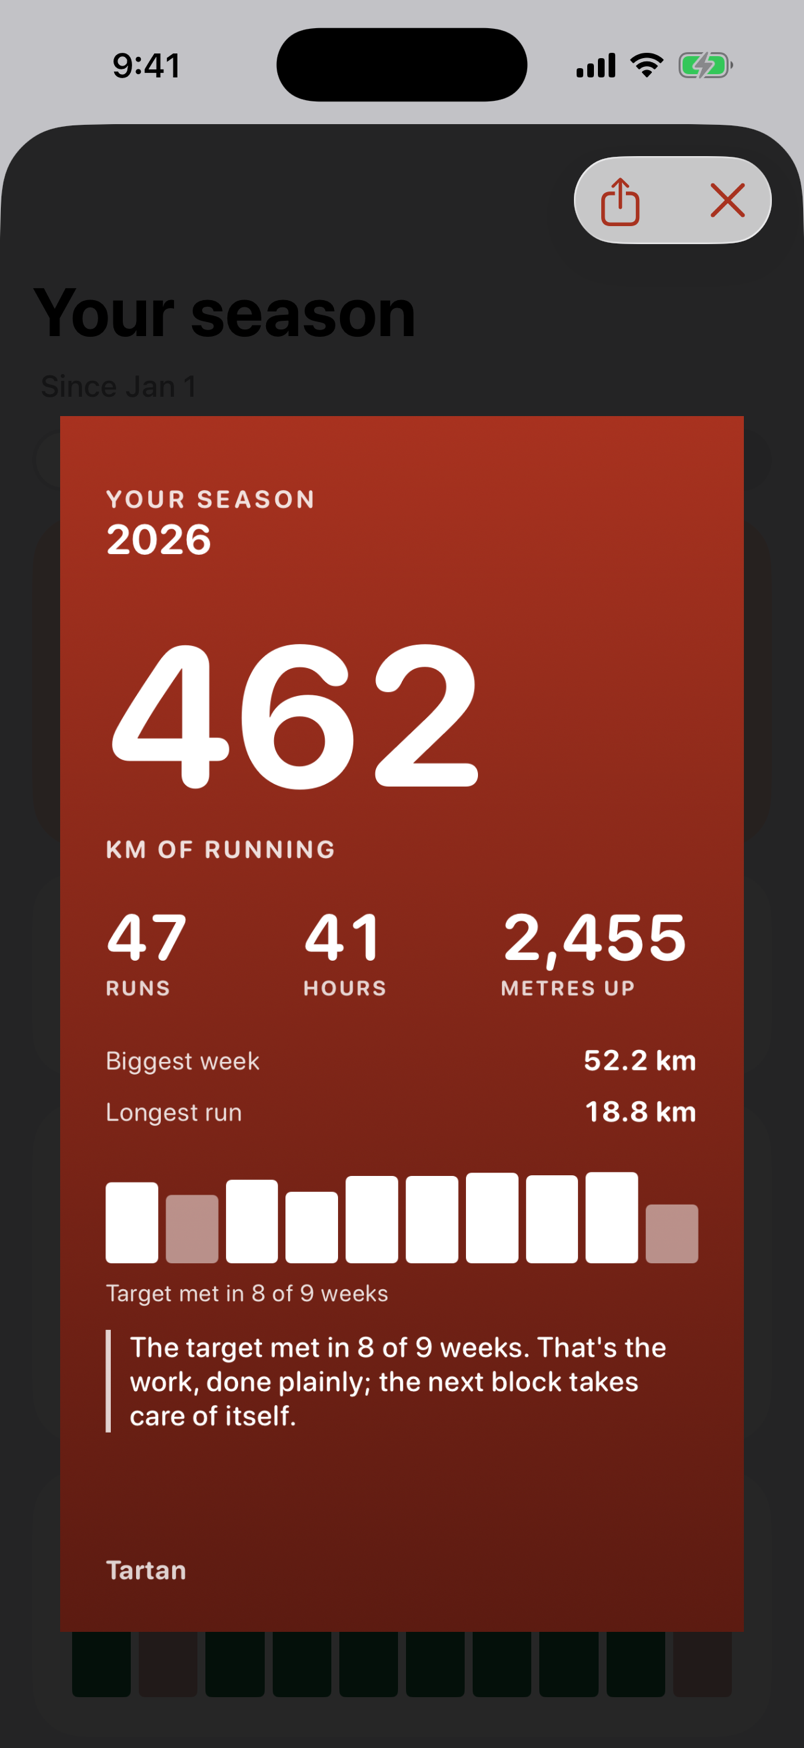 9:41
Your season
Since Jan 1
YOUR SEASON
2026
462
KM OF RUNNING
47
RUNS
41
HOURS
2,455
METRES UP
Biggest week 52.2 km
Longest run 18.8 km
Target met in 8 of 9 weeks
The target met in 8 of 9 weeks. That's the
work, done plainly; the next block takes
care of itself.
Tartan